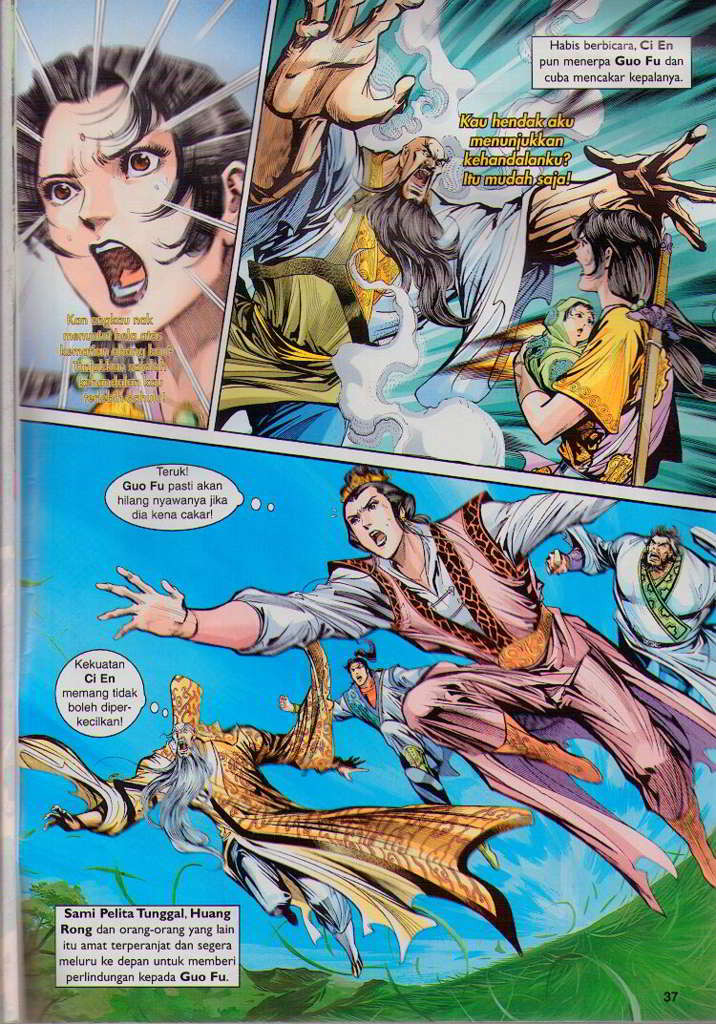 Habis berbicara, Ci En
pun menerpa Guo Fu dan
cuba mencakar kepalanya.
Kau hendak aku
menunjukkan
kehandalanku?
Itu mudah saja!
nak
Teruk!
Guo Fu pasti akan
hilang nyawanya jika
dia kena cakar!
Kekuatan
Ci En
memang tidak
boleh diper-
kecilkan!
Sami Pelita Tunggal, Huang
Rong dan orang-orang yang lain
itu amat terperanjat dan segera
meluru ke depan untuk memberi
perlindungan kepada Guo Fu.
37